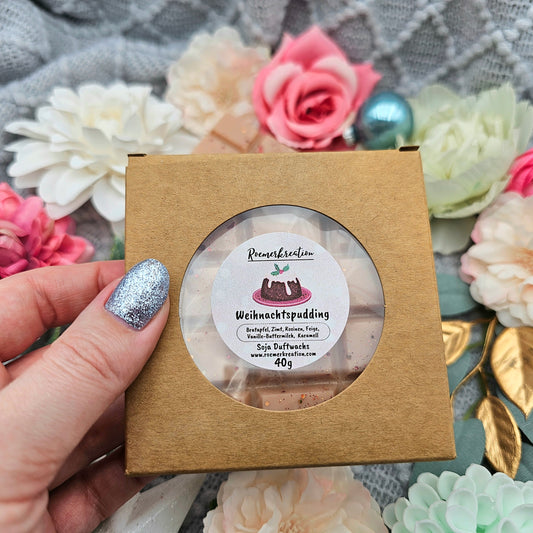 Roemerkreation
Weihnachtspudding
Bratapfel, Zimt, Rosinen, Feige,
Vanille-Buttermilch, Karamell
Soja Duftwachs
www.roemerkreation.com
40g